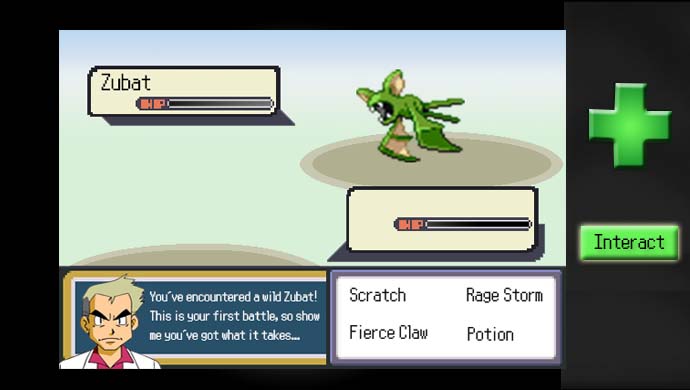 Zubat
HP
HP
You've encountered a wild Zubat!
This is your first battle, so show
me you've got what it takes...
Scratch
Rage Storm
Fierce Claw
Potion
Interact